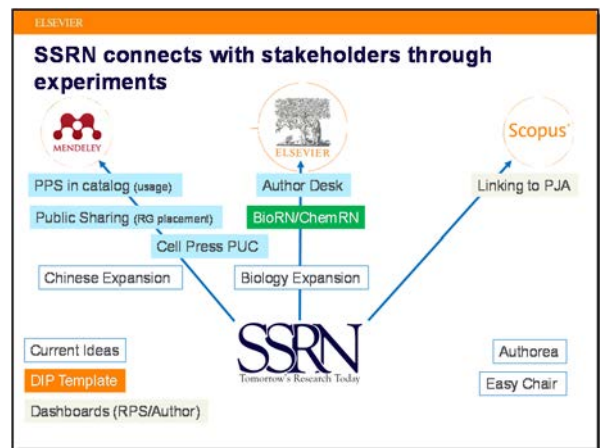 ELSEVIER
SSRN connects with stakeholders through
experiments
MENDELEY
ELSEVIER
Scopus®
PPS in catalog (usage)
Author Desk
Linking to PJA
Public Sharing (RG placement)
BioRN/ChemRN
Cell Press PUC
Chinese Expansion
Biology Expansion
SSRN
Tomorrow's Research Today
Current Ideas
Authorea
DIP Template
Easy Chair
Dashboards (RPS/Author)